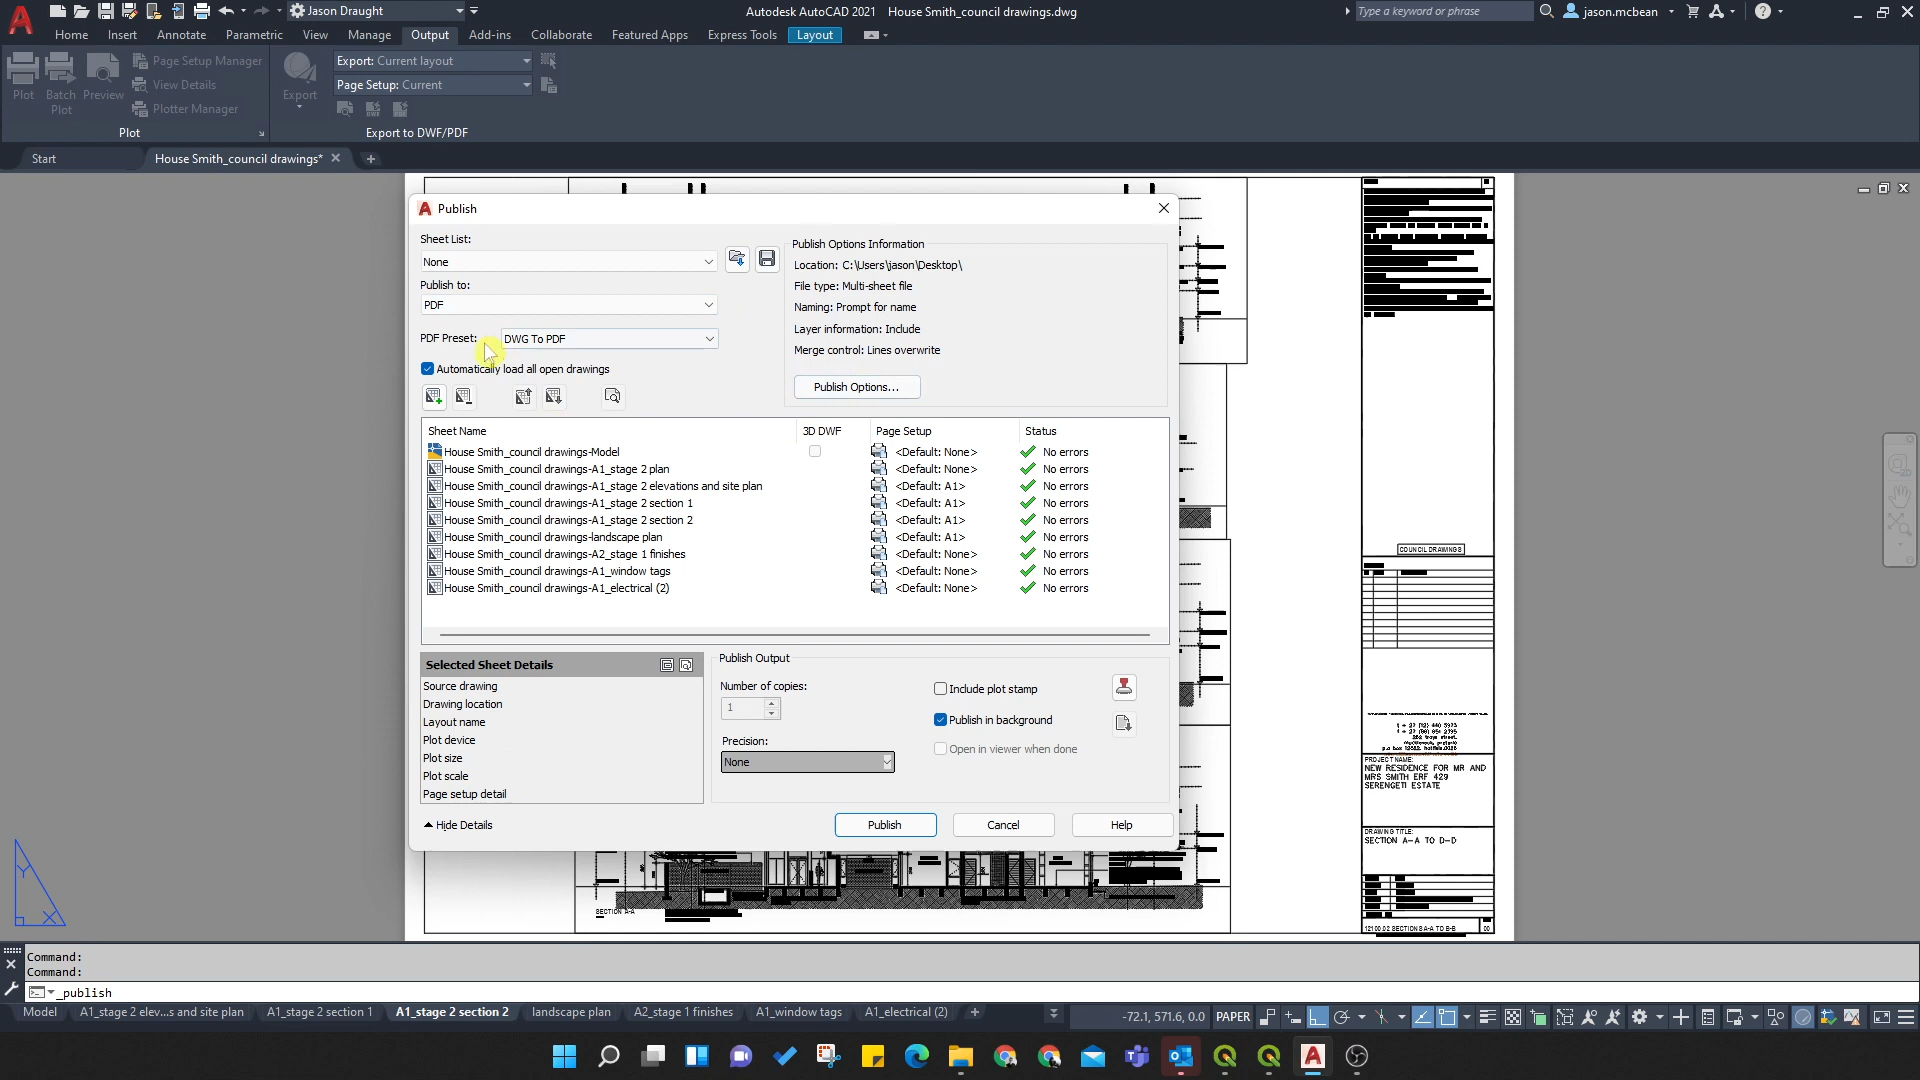 Jason Draught
Autodesk AutoCAD 2021 House Smith_council drawings.dwg
Type a keyword or phrase
jason.mcbean
Home Insert Annotate Parametric View Manage Output Add-ins Collaborate Featured Apps Express Tools Layout
Plot
Batch Plot
Preview
Page Setup Manager
View Details
Plotter Manager
Export
Export: Current layout
Page Setup: Current
Plot
Export to DWF/PDF
Start
House Smith_council drawings*
Publish
Sheet List:
None
Publish to:
PDF
PDF Preset:
DWG To PDF
Automatically load all open drawings
Publish Options Information
Location: C:\Users\jason\Desktop\
File type: Multi-sheet file
Naming: Prompt for name
Layer information: Include
Merge control: Lines overwrite
Publish Options...
Sheet Name 3D DWF Page Setup Status
House Smith_council drawings-Model <Default: None> No errors
House Smith_council drawings-A1_stage 2 plan <Default: None> No errors
House Smith_council drawings-A1_stage 2 elevations and site plan <Default: A1> No errors
House Smith_council drawings-A1_stage 2 section 1 <Default: A1> No errors
House Smith_council drawings-A1_stage 2 section 2 <Default: A1> No errors
House Smith_council drawings-landscape plan <Default: A1> No errors
House Smith_council drawings-A2_stage 1 finishes <Default: None> No errors
House Smith_council drawings-A1_window tags <Default: None> No errors
House Smith_council drawings-A1_electrical (2) <Default: None> No errors
Selected Sheet Details
Source drawing
Drawing location
Layout name
Plot device
Plot size
Plot scale
Page setup detail
Hide Details
Publish Output
Number of copies:
1
Precision:
None
Include plot stamp
Publish in background
Open in viewer when done
Publish
Cancel
Help
COUNCIL DRAWINGS
PROJECT NAME:
NEW RESIDENCE FOR MR AND
MRS SMITH ERF 429
SERENGETI ESTATE
DRAWING TITLE:
SECTION A-A TO D-D
12100.02 SECTIONS A-A TO B-B 00
SECTION A-A
Y
X
Command:
Command:
_publish
Model A1_stage 2 elev...s and site plan A1_stage 2 section 1 A1_stage 2 section 2 landscape plan A2_stage 1 finishes A1_window tags A1_electrical (2)
-72.1, 571.6, 0.0 PAPER